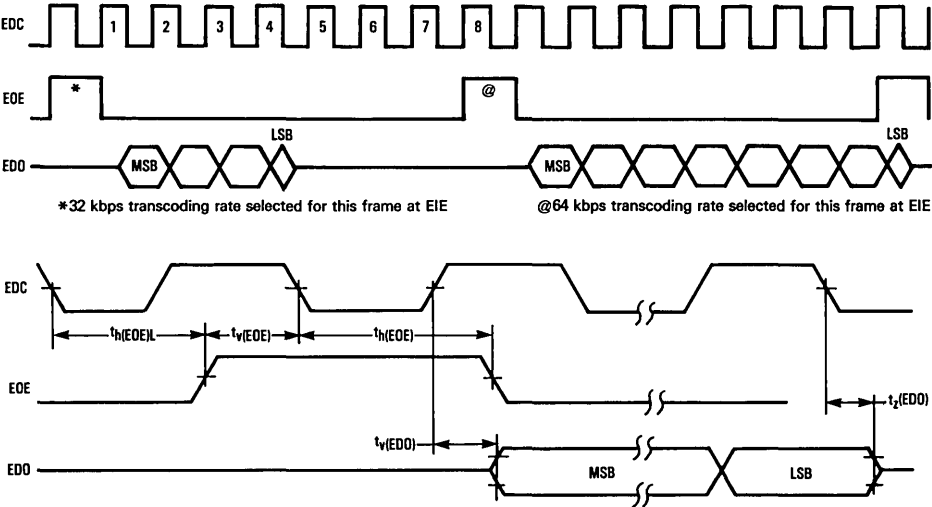 EDC 1 2 3 4 5 6 7 8
EOE * @
LSB LSB
EDO MSB MSB
*32 kbps transcoding rate selected for this frame at EIE @64 kbps transcoding rate selected for this frame at EIE
EDC
th(EOE)L tv(EOE) th(EOE)
EOE
tz(EDO)
tv(EDO)
EDO MSB LSB